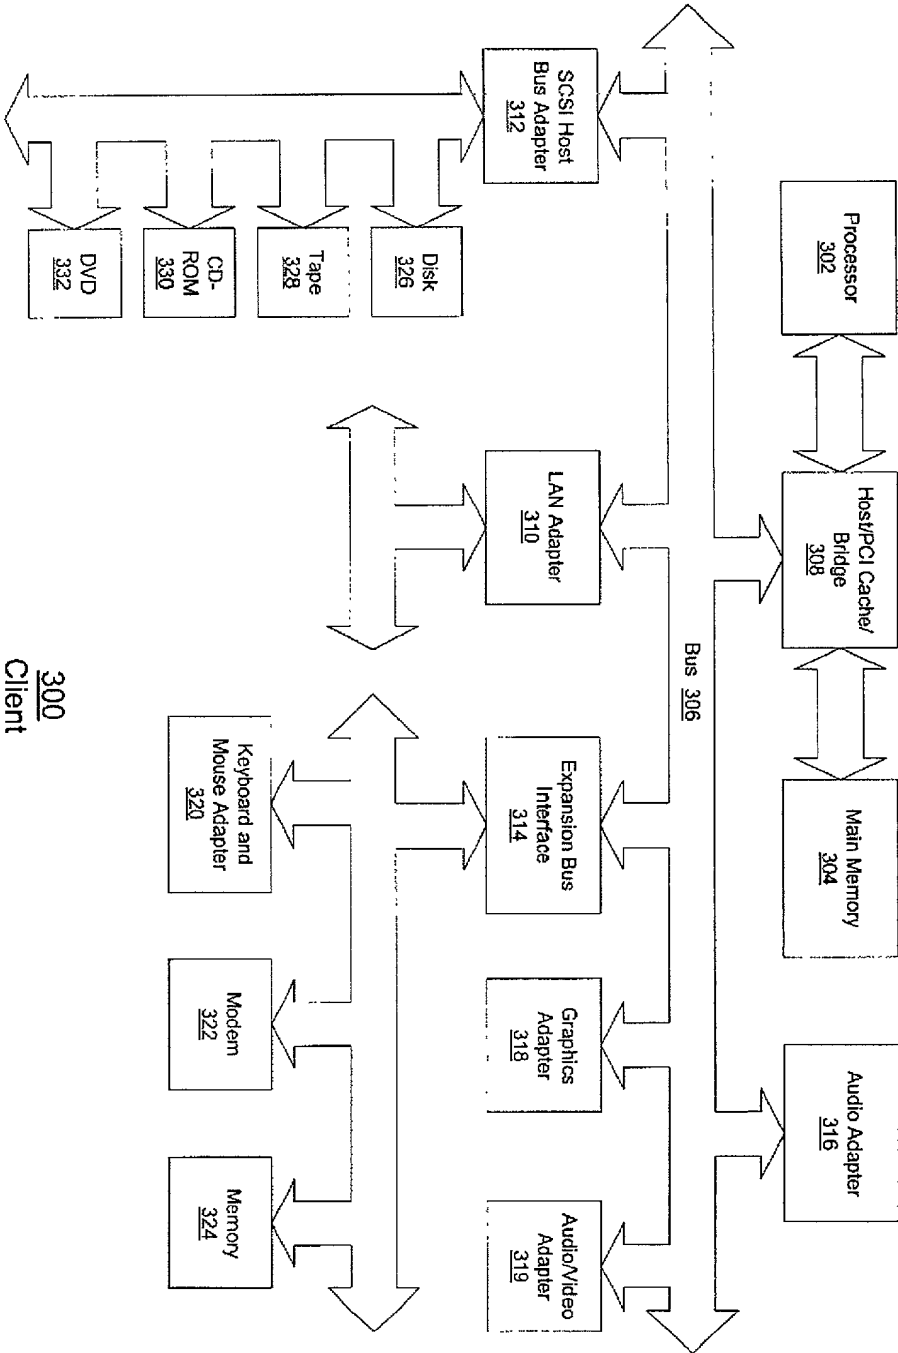 Processor
302
Host/PCI Cache/
Bridge
308
Main Memory
304
Audio Adapter
316
Bus 306
SCSI Host
Bus Adapter
312
LAN Adapter
310
Expansion Bus
Interface
314
Graphics
Adapter
318
Audio/Video
Adapter
319
Disk
326
Tape
328
CD-
ROM
330
DVD
332
Keyboard and
Mouse Adapter
320
Modem
322
Memory
324
300
Client